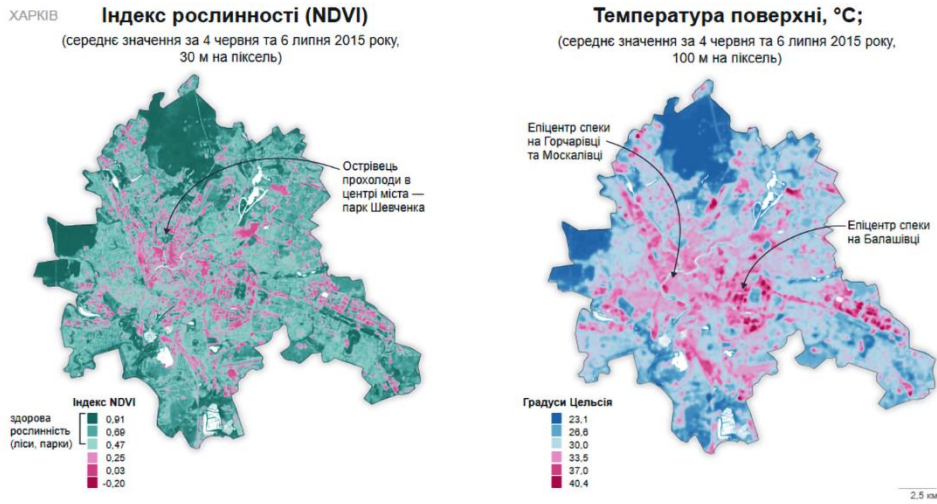 ХАРКІВ
Індекс рослинності (NDVI)
(середнє значення за 4 червня та 6 липня 2015 року,
30 м на піксель)
Острівець
прохолоди в
центрі міста —
парк Шевченка
Індекс NDVI
здорова
рослинність
(ліси, парки)
0,91
0,69
0,47
0,25
0,03
-0,20
Температура поверхні, °C;
(середнє значення за 4 червня та 6 липня 2015 року,
100 м на піксель)
Епіцентр спеки
на Горчарівці
та Москалівці
Епіцентр спеки
на Балашівці
Градуси Цельсія
23,1
26,6
30,0
33,5
37,0
40,4
2,5 км